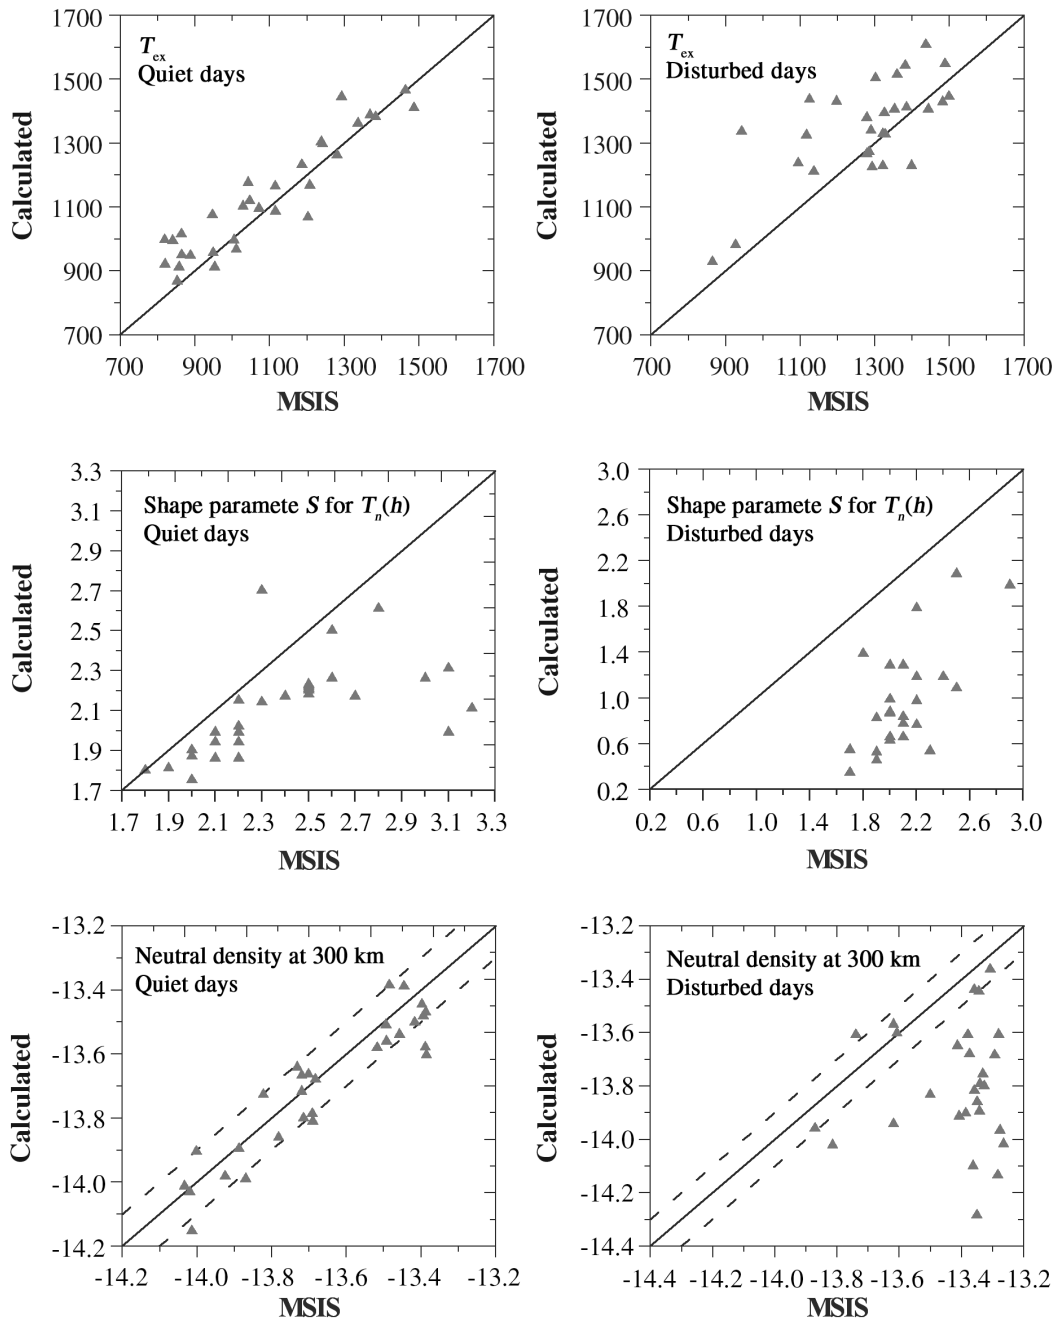 1700
1500
1300
1100
900
700
Calculated
T_ex
Quiet days
700 900 1100 1300 1500 1700
MSIS
1700
1500
1300
1100
900
700
Calculated
T_ex
Disturbed days
700 900 1100 1300 1500 1700
MSIS
3.3
3.1
2.9
2.7
2.5
2.3
2.1
1.9
1.7
Calculated
Shape paramete S for T_n(h)
Quiet days
1.7 1.9 2.1 2.3 2.5 2.7 2.9 3.1 3.3
MSIS
3.0
2.6
2.2
1.8
1.4
1.0
0.6
0.2
Calculated
Shape paramete S for T_n(h)
Disturbed days
0.2 0.6 1.0 1.4 1.8 2.2 2.6 3.0
MSIS
-13.2
-13.4
-13.6
-13.8
-14.0
-14.2
Calculated
Neutral density at 300 km
Quiet days
-14.2 -14.0 -13.8 -13.6 -13.4 -13.2
MSIS
-13.2
-13.4
-13.6
-13.8
-14.0
-14.2
-14.4
Calculated
Neutral density at 300 km
Disturbed days
-14.4 -14.2 -14.0 -13.8 -13.6 -13.4 -13.2
MSIS